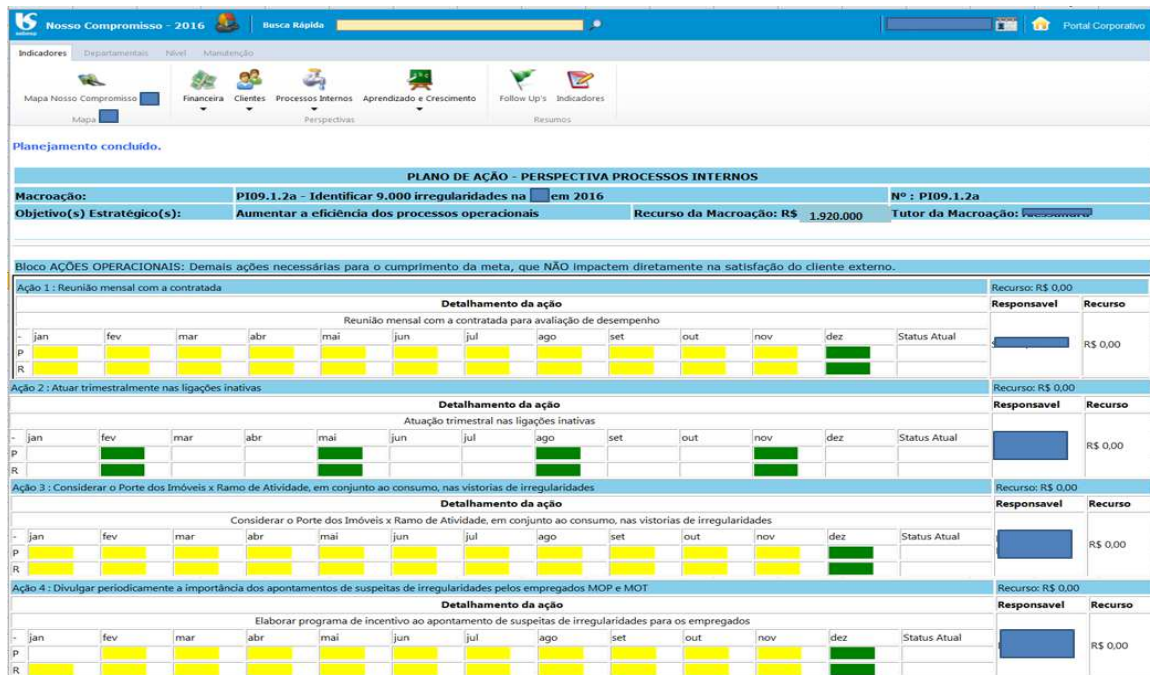 Nosso Compromisso - 2016 Busca Rápida Portal Corporativo
Indicadores Departamentais Nível Manutenção
Mapa Nosso Compromisso Financeira Clientes Processos Internos Aprendizado e Crescimento Follow Up's Indicadores
Mapa Perspectivas Resumos
Planejamento concluído.
PLANO DE AÇÃO - PERSPECTIVA PROCESSOS INTERNOS
Macroação: PI09.1.2a - Identificar 9.000 irregularidades na em 2016 Nº : PI09.1.2a
Objetivo(s) Estratégico(s): Aumentar a eficiência dos processos operacionais Recurso da Macroação: R$ 1.920.000 Tutor da Macroação:
Bloco AÇÕES OPERACIONAIS: Demais ações necessárias para o cumprimento da meta, que NÃO impactem diretamente na satisfação do cliente externo.
Ação 1 : Reunião mensal com a contratada Recurso: R$ 0,00
Detalhamento da ação Responsavel Recurso
Reunião mensal com a contratada para avaliação de desempenho
- jan fev mar abr mai jun jul ago set out nov dez Status Atual
P R$ 0,00
R
Ação 2 : Atuar trimestralmente nas ligações inativas Recurso: R$ 0,00
Detalhamento da ação Responsavel Recurso
Atuação trimestral nas ligações inativas
- jan fev mar abr mai jun jul ago set out nov dez Status Atual
P R$ 0,00
R
Ação 3 : Considerar o Porte dos Imóveis x Ramo de Atividade, em conjunto ao consumo, nas vistorias de irregularidades Recurso: R$ 0,00
Detalhamento da ação Responsavel Recurso
Considerar o Porte dos Imóveis x Ramo de Atividade, em conjunto ao consumo, nas vistorias de irregularidades
- jan fev mar abr mai jun jul ago set out nov dez Status Atual
P R$ 0,00
R
Ação 4 : Divulgar periodicamente a importância dos apontamentos de suspeitas de irregularidades pelos empregados MOP e MOT Recurso: R$ 0,00
Detalhamento da ação Responsavel Recurso
Elaborar programa de incentivo ao apontamento de suspeitas de irregularidades para os empregados
- jan fev mar abr mai jun jul ago set out nov dez Status Atual
P R$ 0,00
R